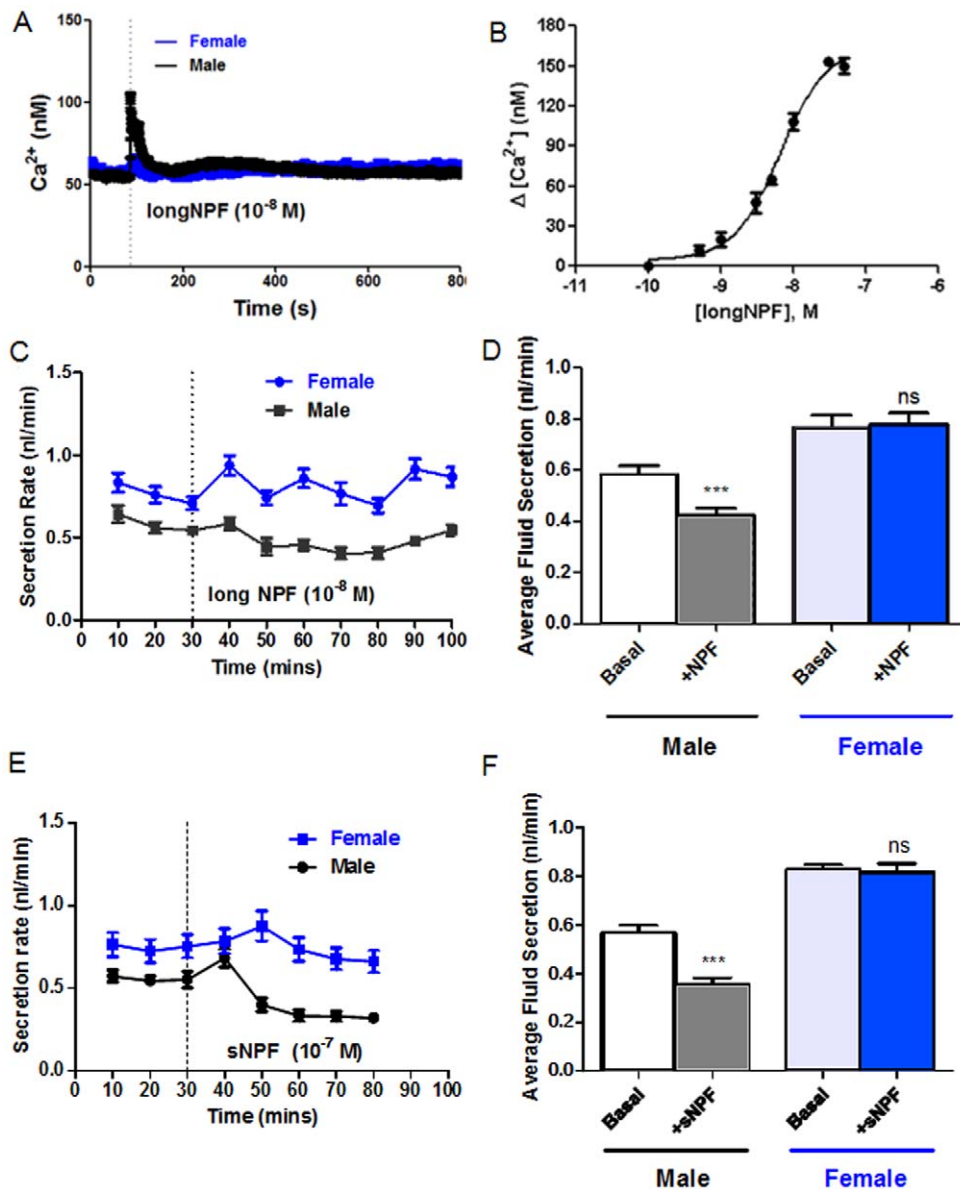 A
Ca²⁺ (nM)
150
100
50
0
Female
Male
longNPF (10⁻⁸ M)
0 200 400 600 800
Time (s)
B
Δ [Ca²⁺] (nM)
180
150
120
90
60
30
0
-11 -10 -9 -8 -7 -6
[longNPF], M
C
Secretion Rate (nl/min)
1.5
1.0
0.5
0.0
Female
Male
long NPF (10⁻⁸ M)
0 10 20 30 40 50 60 70 80 90 100
Time (mins)
D
Average Fluid Secretion (nl/min)
1.0
0.8
0.6
0.4
0.2
0.0
***
ns
Basal +NPF Basal +NPF
Male Female
E
Secretion rate (nl/min)
1.5
1.0
0.5
0.0
Female
Male
sNPF (10⁻⁷ M)
0 10 20 30 40 50 60 70 80 90 100
Time (mins)
F
Average Fluid Secretion (nl/min)
1.0
0.8
0.6
0.4
0.2
0.0
***
ns
Basal +sNPF Basal +sNPF
Male Female